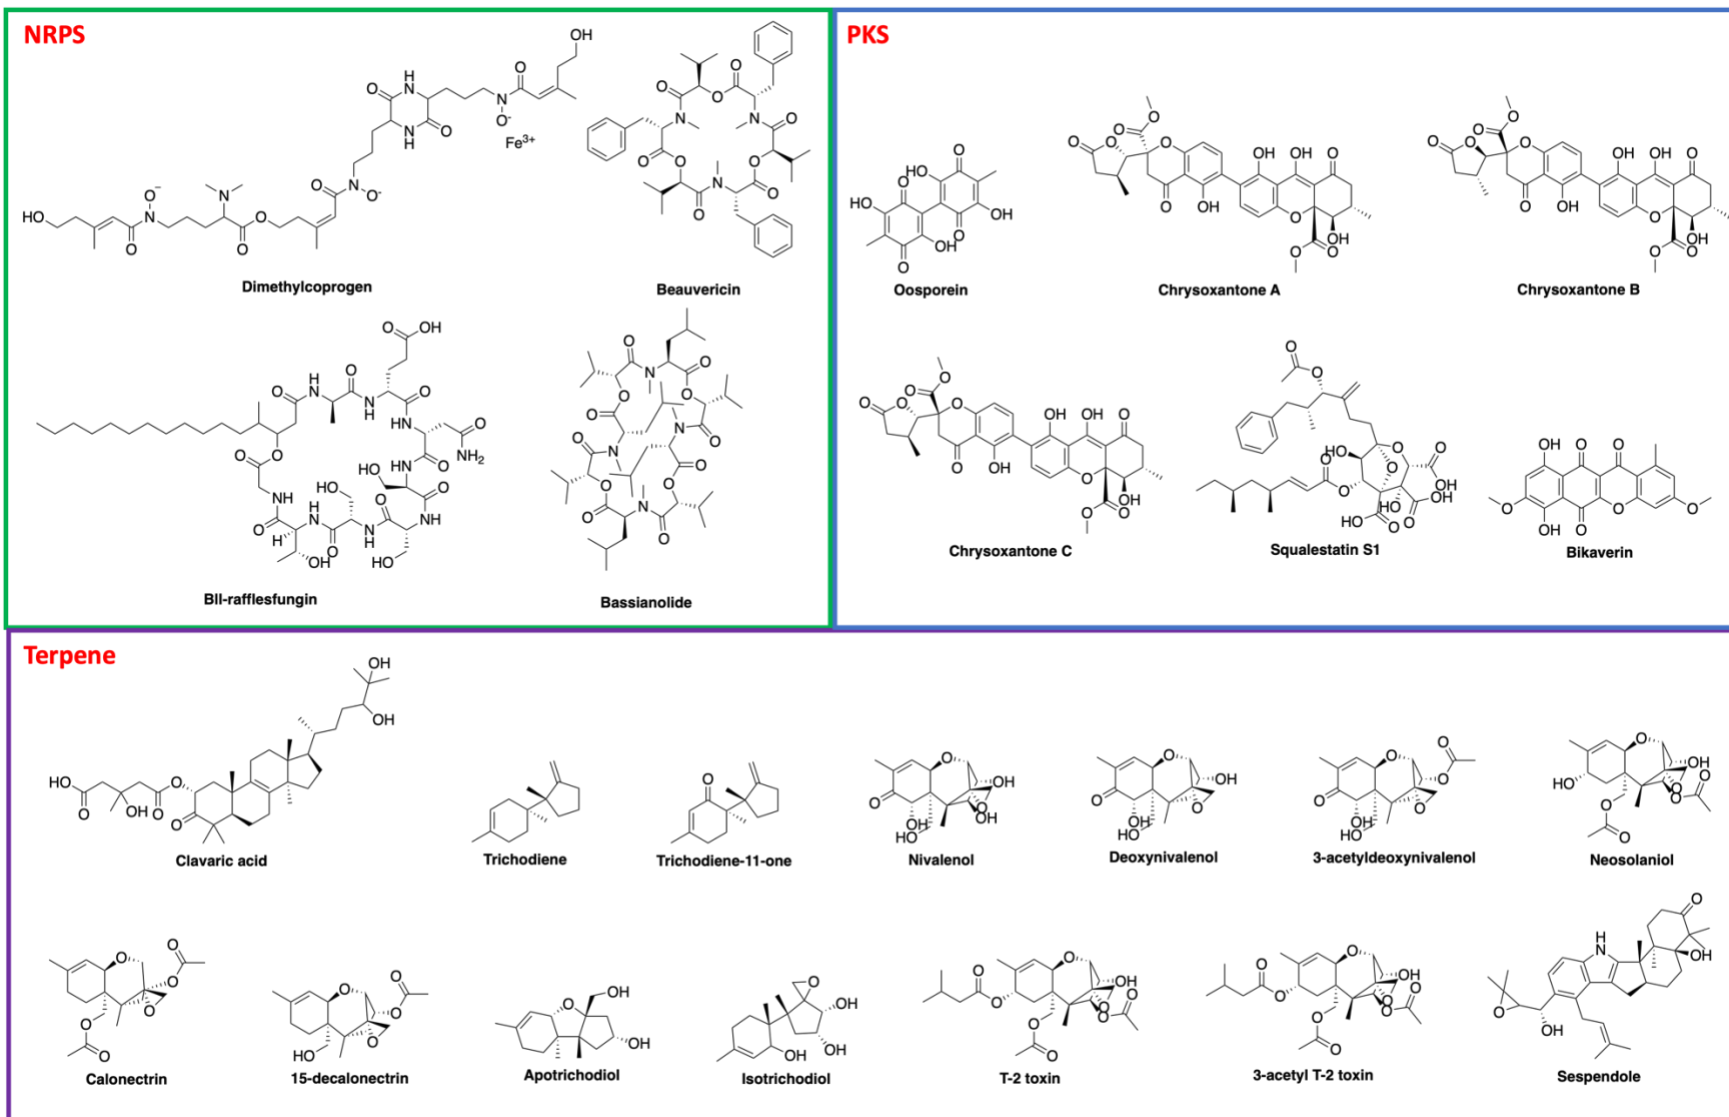 NRPS
Dimethylcoprogen
Beauvericin
BII-rafflesfungin
Bassianolide
PKS
Oosporein
Chrysoxantone A
Chrysoxantone B
Chrysoxantone C
Squalestatin S1
Bikaverin
Terpene
Clavaric acid
Trichodiene
Trichodiene-11-one
Nivalenol
Deoxynivalenol
3-acetyldeoxynivalenol
Neosolaniol
Calonectrin
15-decalonectrin
Apotrichodiol
Isotrichodiol
T-2 toxin
3-acetyl T-2 toxin
Sespendole